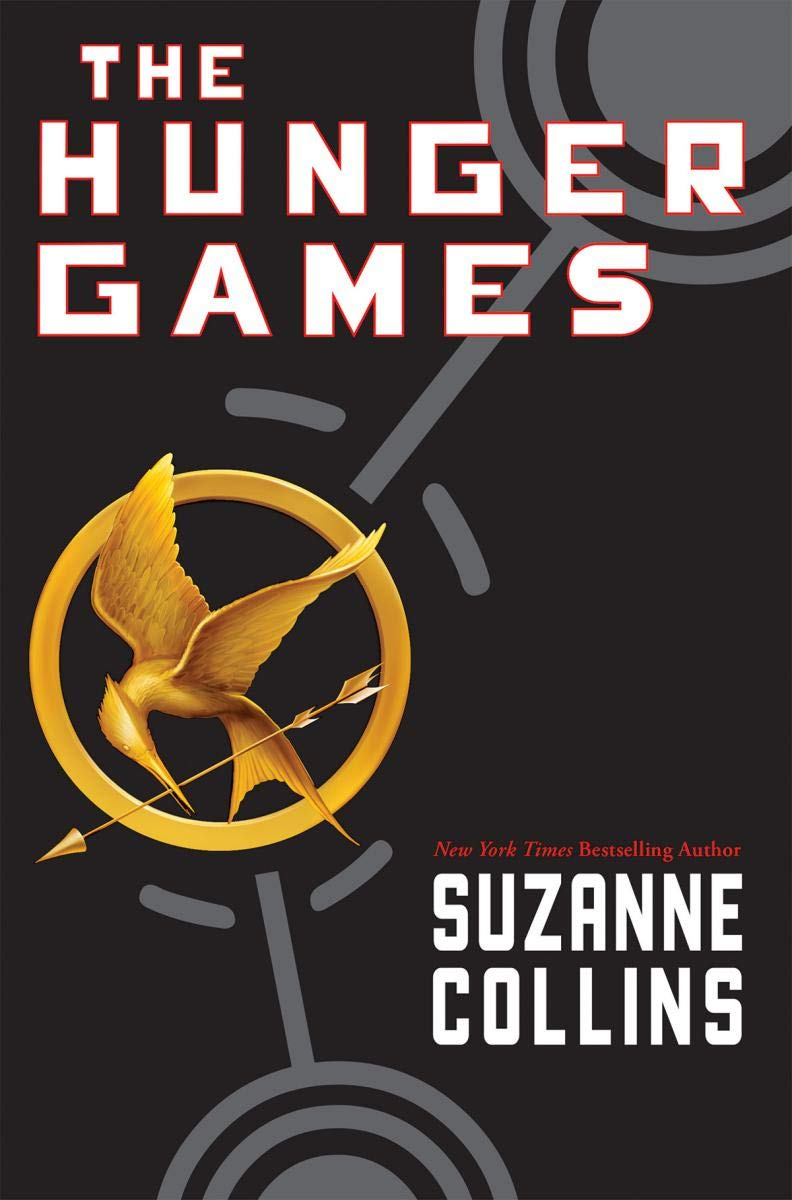 THE
HUNGER
GAMES
New York Times Bestselling Author
SUZANNE
COLLINS